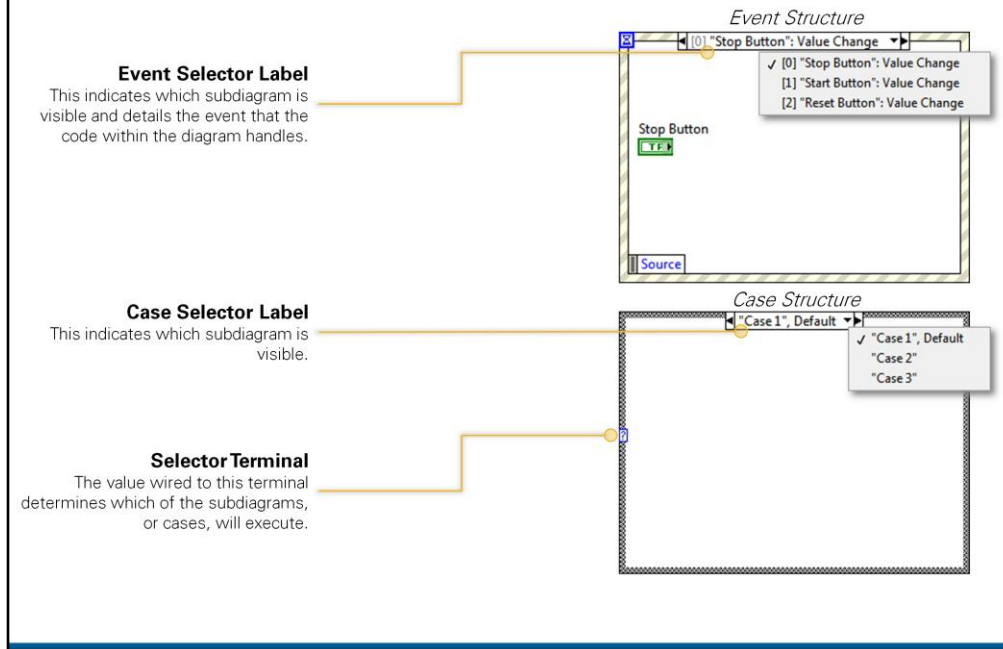 Event Structure
[0] "Stop Button": Value Change
✓ [0] "Stop Button": Value Change
[1] "Start Button": Value Change
[2] "Reset Button": Value Change
Event Selector Label
This indicates which subdiagram is
visible and details the event that the
code within the diagram handles.
Stop Button
TF
Source
Case Structure
"Case 1", Default
✓ "Case 1", Default
"Case 2"
"Case 3"
Case Selector Label
This indicates which subdiagram is
visible.
?
Selector Terminal
The value wired to this terminal
determines which of the subdiagrams,
or cases, will execute.